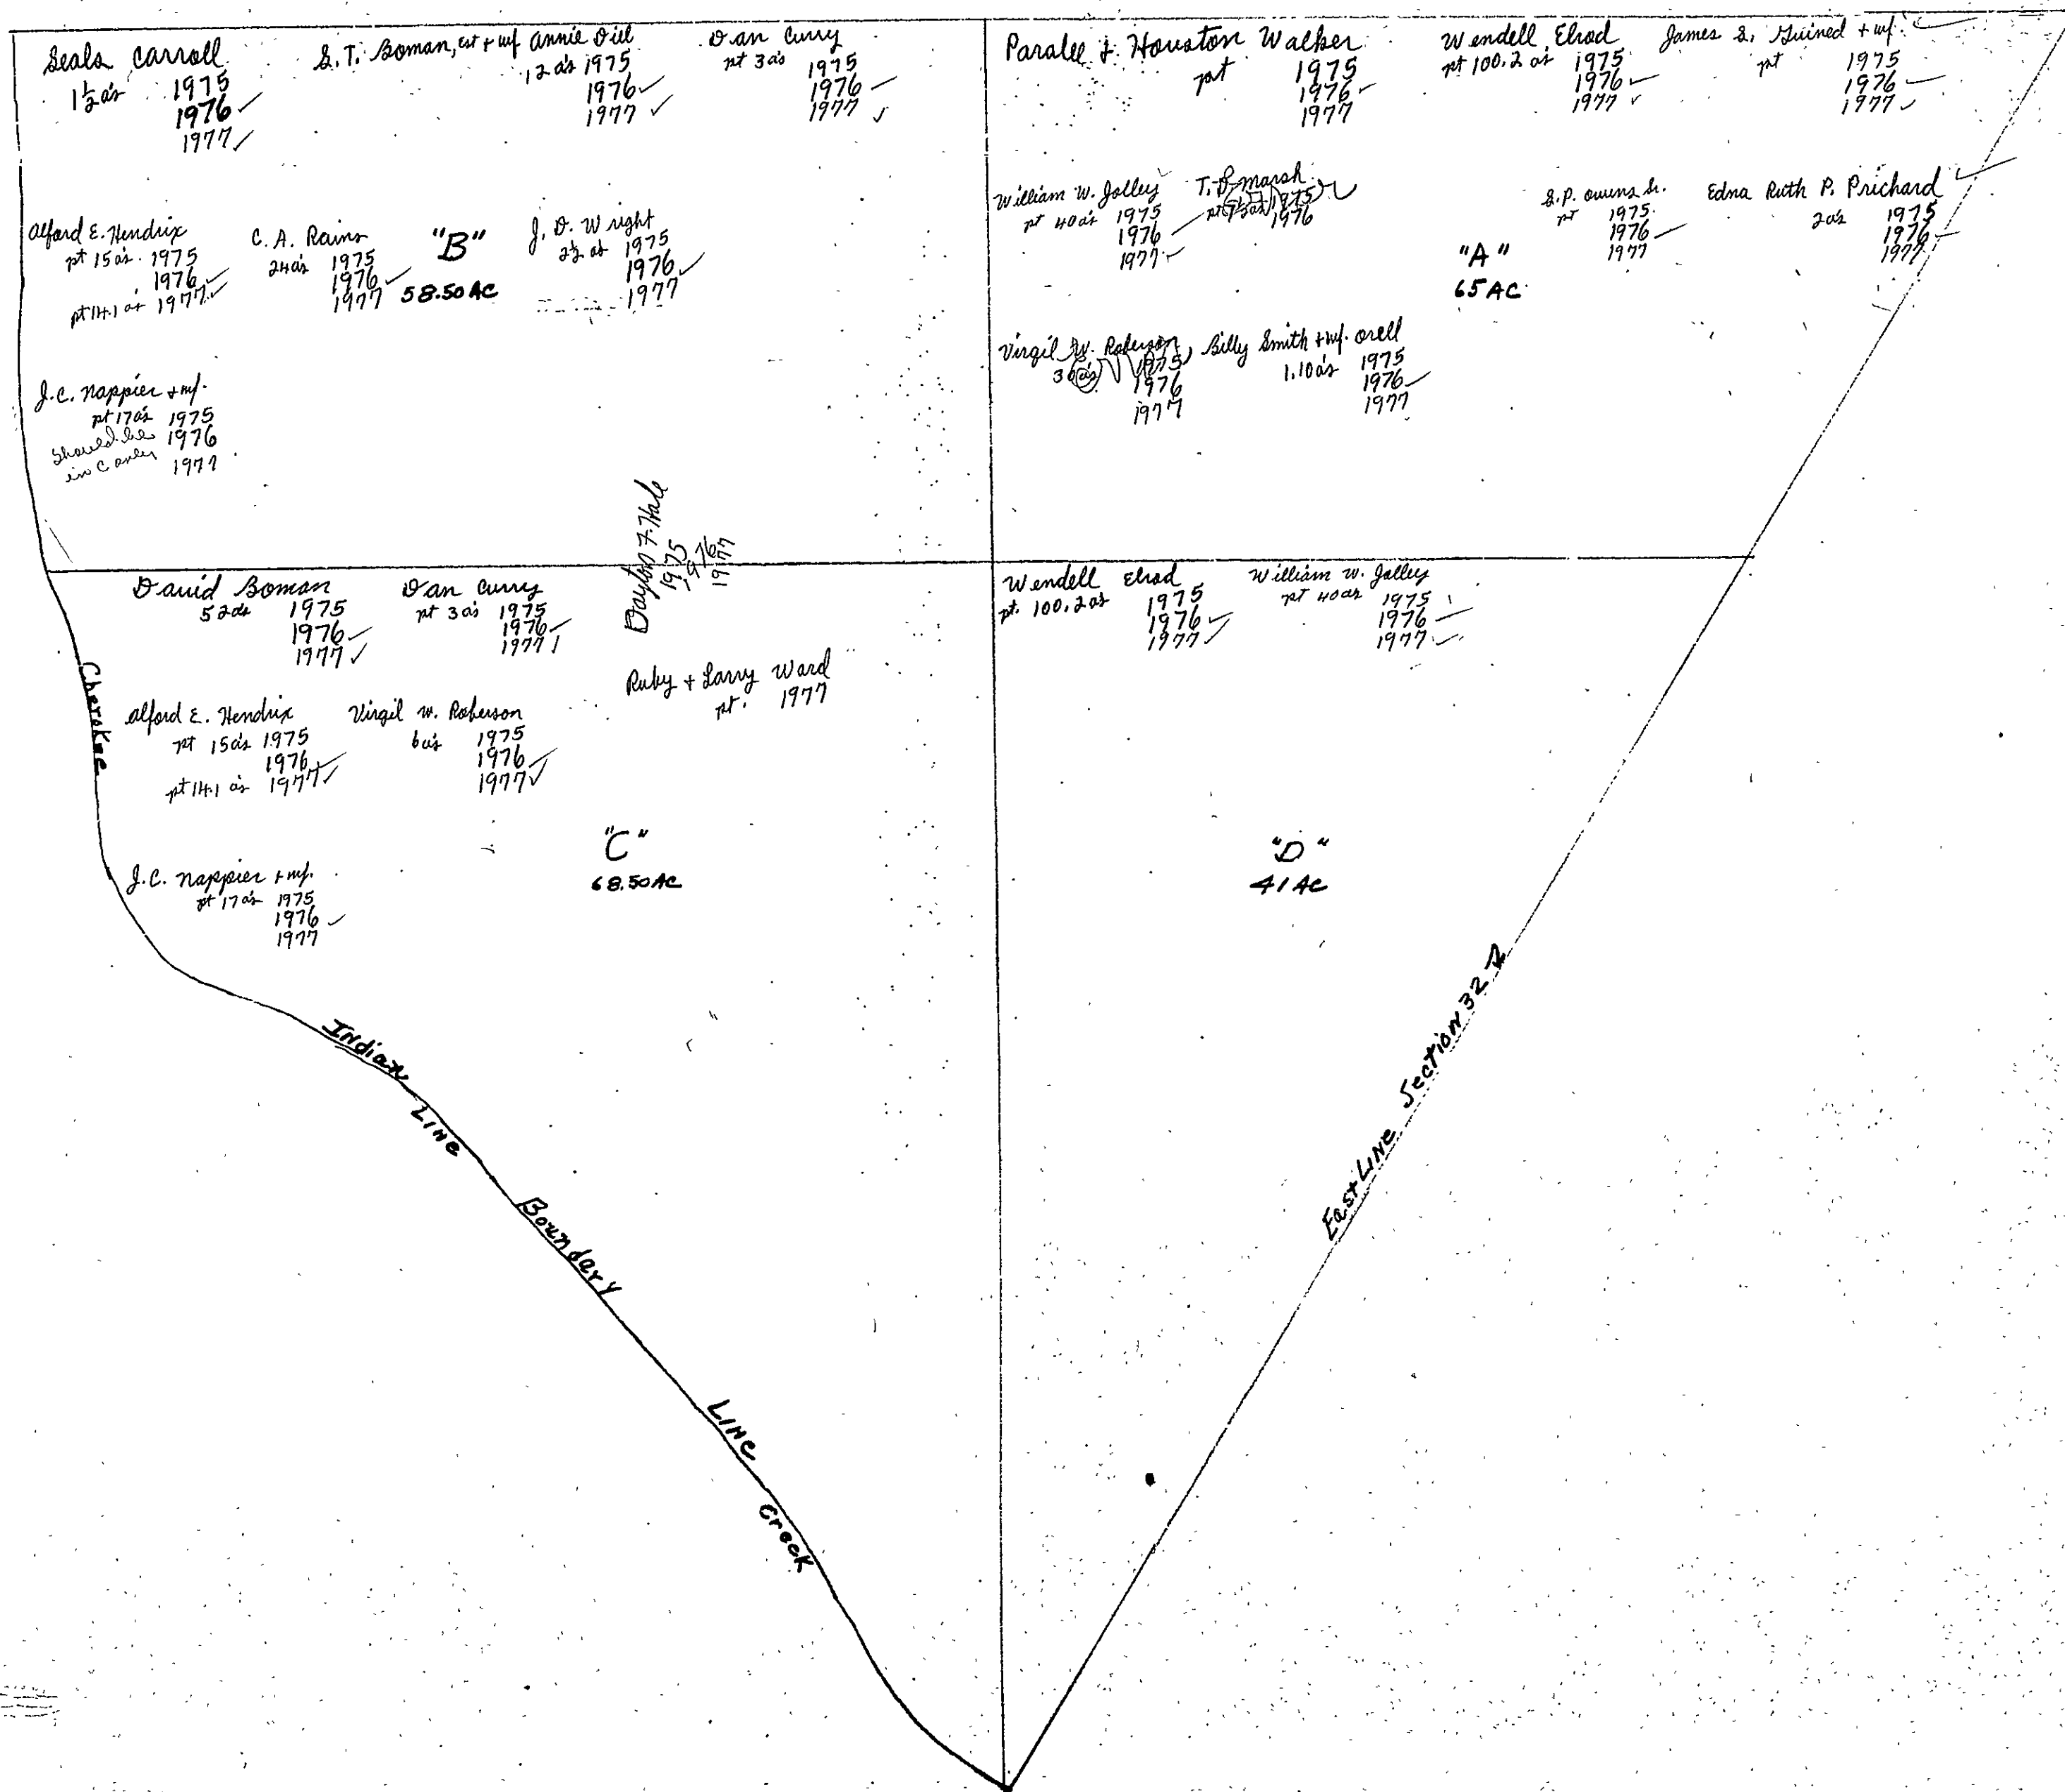 Seals Carroll
1½ a's 1975
1976 ✓
1977 ✓
S. T. Boman, est + wf Annie Diel
12 a's 1975
1976 ✓
1977 ✓
Dan Curry
pt 3 a's 1975
1976 ✓
1977 ✓
Alford E. Hendrix
pt 15 a's 1975
1976 ✓
pt 14.1 a's 1977 ✓
C. A. Rains
24 a's 1975
1976 ✓
1977
"B"
58.50 AC
J. D. Wright
2½ as 1975
1976 ✓
1977
J.C. Nappier + wf.
pt 17 a's 1975
should be 1976
in C only 1977
Paralee & Houston Walker
pt 1975
1976 ✓
1977
Wendell Elrod
pt 100.2 as 1975
1976 ✓
1977 ✓
James S. + wf. ✓
pt 1975
1976 ✓
1977 ✓
William W. Jolley
pt 40 a's 1975
1976 ✓
1977 ✓
T. Marsh
1975
1976
S.P. Owens Sr.
pt 1975
1976 ✓
1977
Edna Ruth P. Prichard ✓
2 a's 1975
1976 ✓
1977
"A"
65 AC
Virgil W. Roberson
1975
1976
1977
Billy Smith + wf. Orell
1.10 a's 1975
1976 ✓
1977
Dayton F. Hale
1975
1976
1977
David Boman
52 as 1975
1976 ✓
1977 ✓
Dan Curry
pt 3 a's 1975
1976 ✓
1977 ✓
Ruby + Larry Ward
pt. 1977
Alford E. Hendrix
pt 15 a's 1975
1976 ✓
pt 14.1 a's 1977 ✓
Virgil W. Roberson
6 a's 1975
1976 ✓
1977 ✓
J.C. Nappier + wf.
pt 17 a's 1975
1976 ✓
1977
"C"
68.50 AC
Wendell Elrod
pt. 100.2 as 1975
1976 ✓
1977 ✓
William W. Jolley
pt 40 as 1975
1976 ✓
1977 ✓
"D"
41 AC
Cherokee
Indian
Line
Boundary
Line
Creek
East Line Section 32